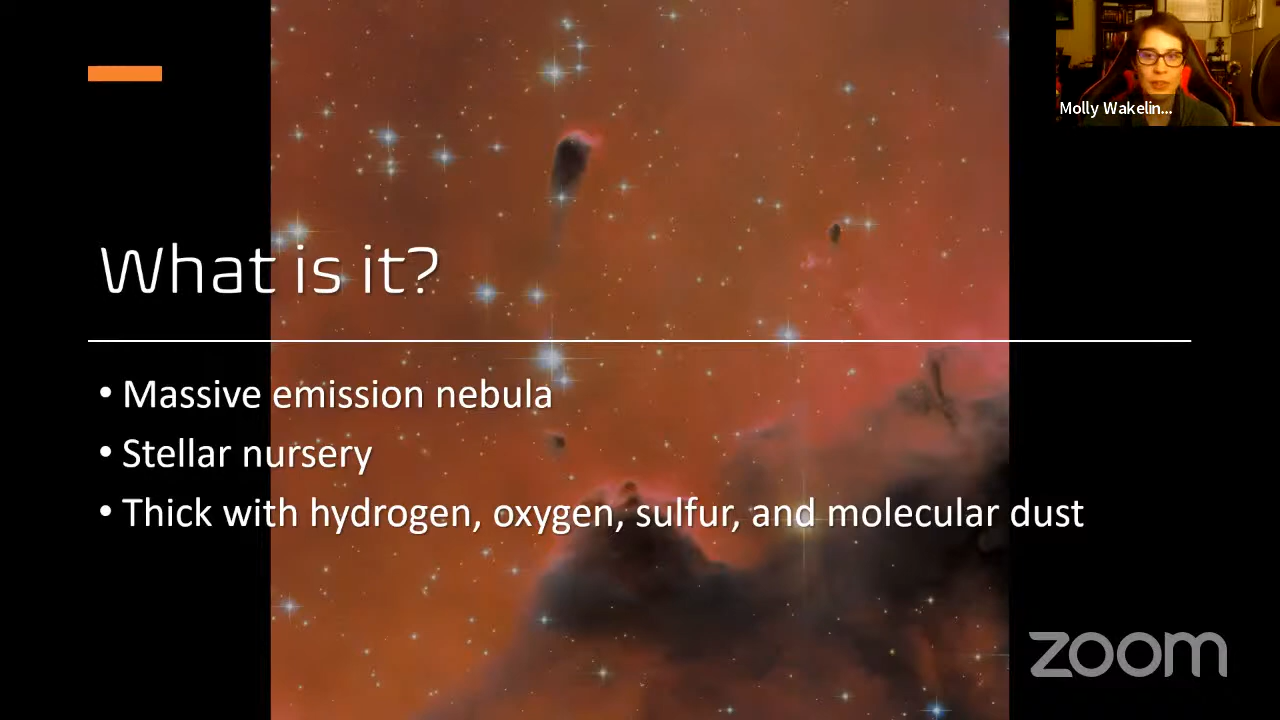 Molly Wakelin...
What is it?
• Massive emission nebula
• Stellar nursery
• Thick with hydrogen, oxygen, sulfur, and molecular dust
zoom